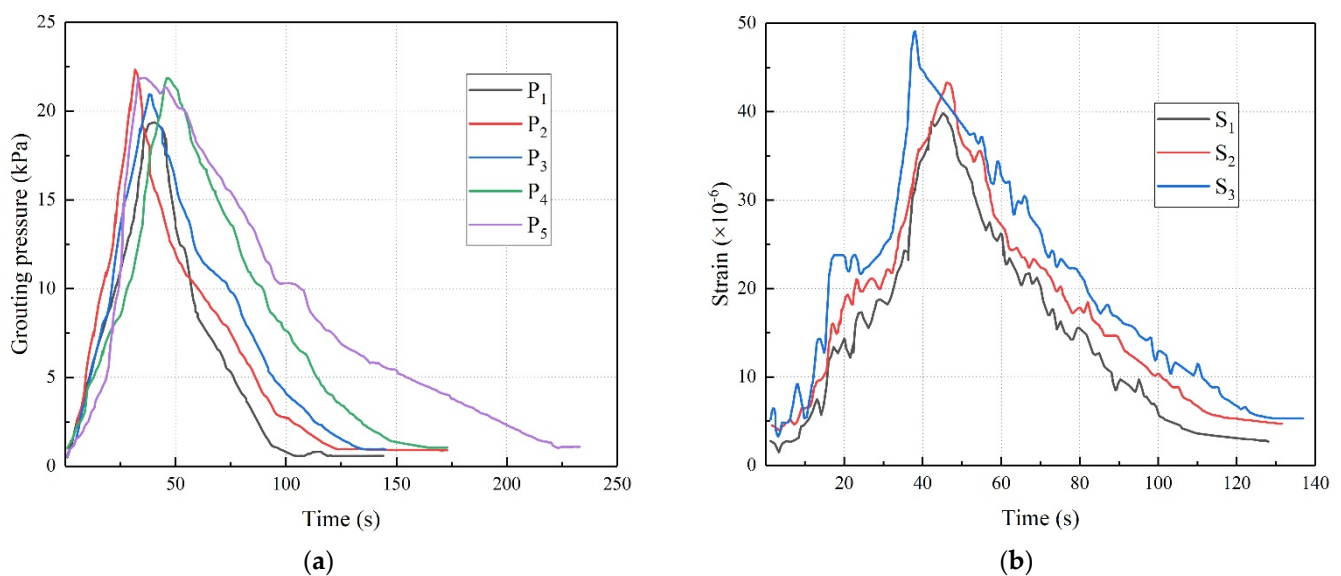 25
20
15
10
5
0
Grouting pressure (kPa)
50
100
150
200
250
Time (s)
P₁
P₂
P₃
P₄
P₅
(a)
50
40
30
20
10
0
Strain (×10⁻⁶)
20
40
60
80
100
120
140
Time (s)
S₁
S₂
S₃
(b)